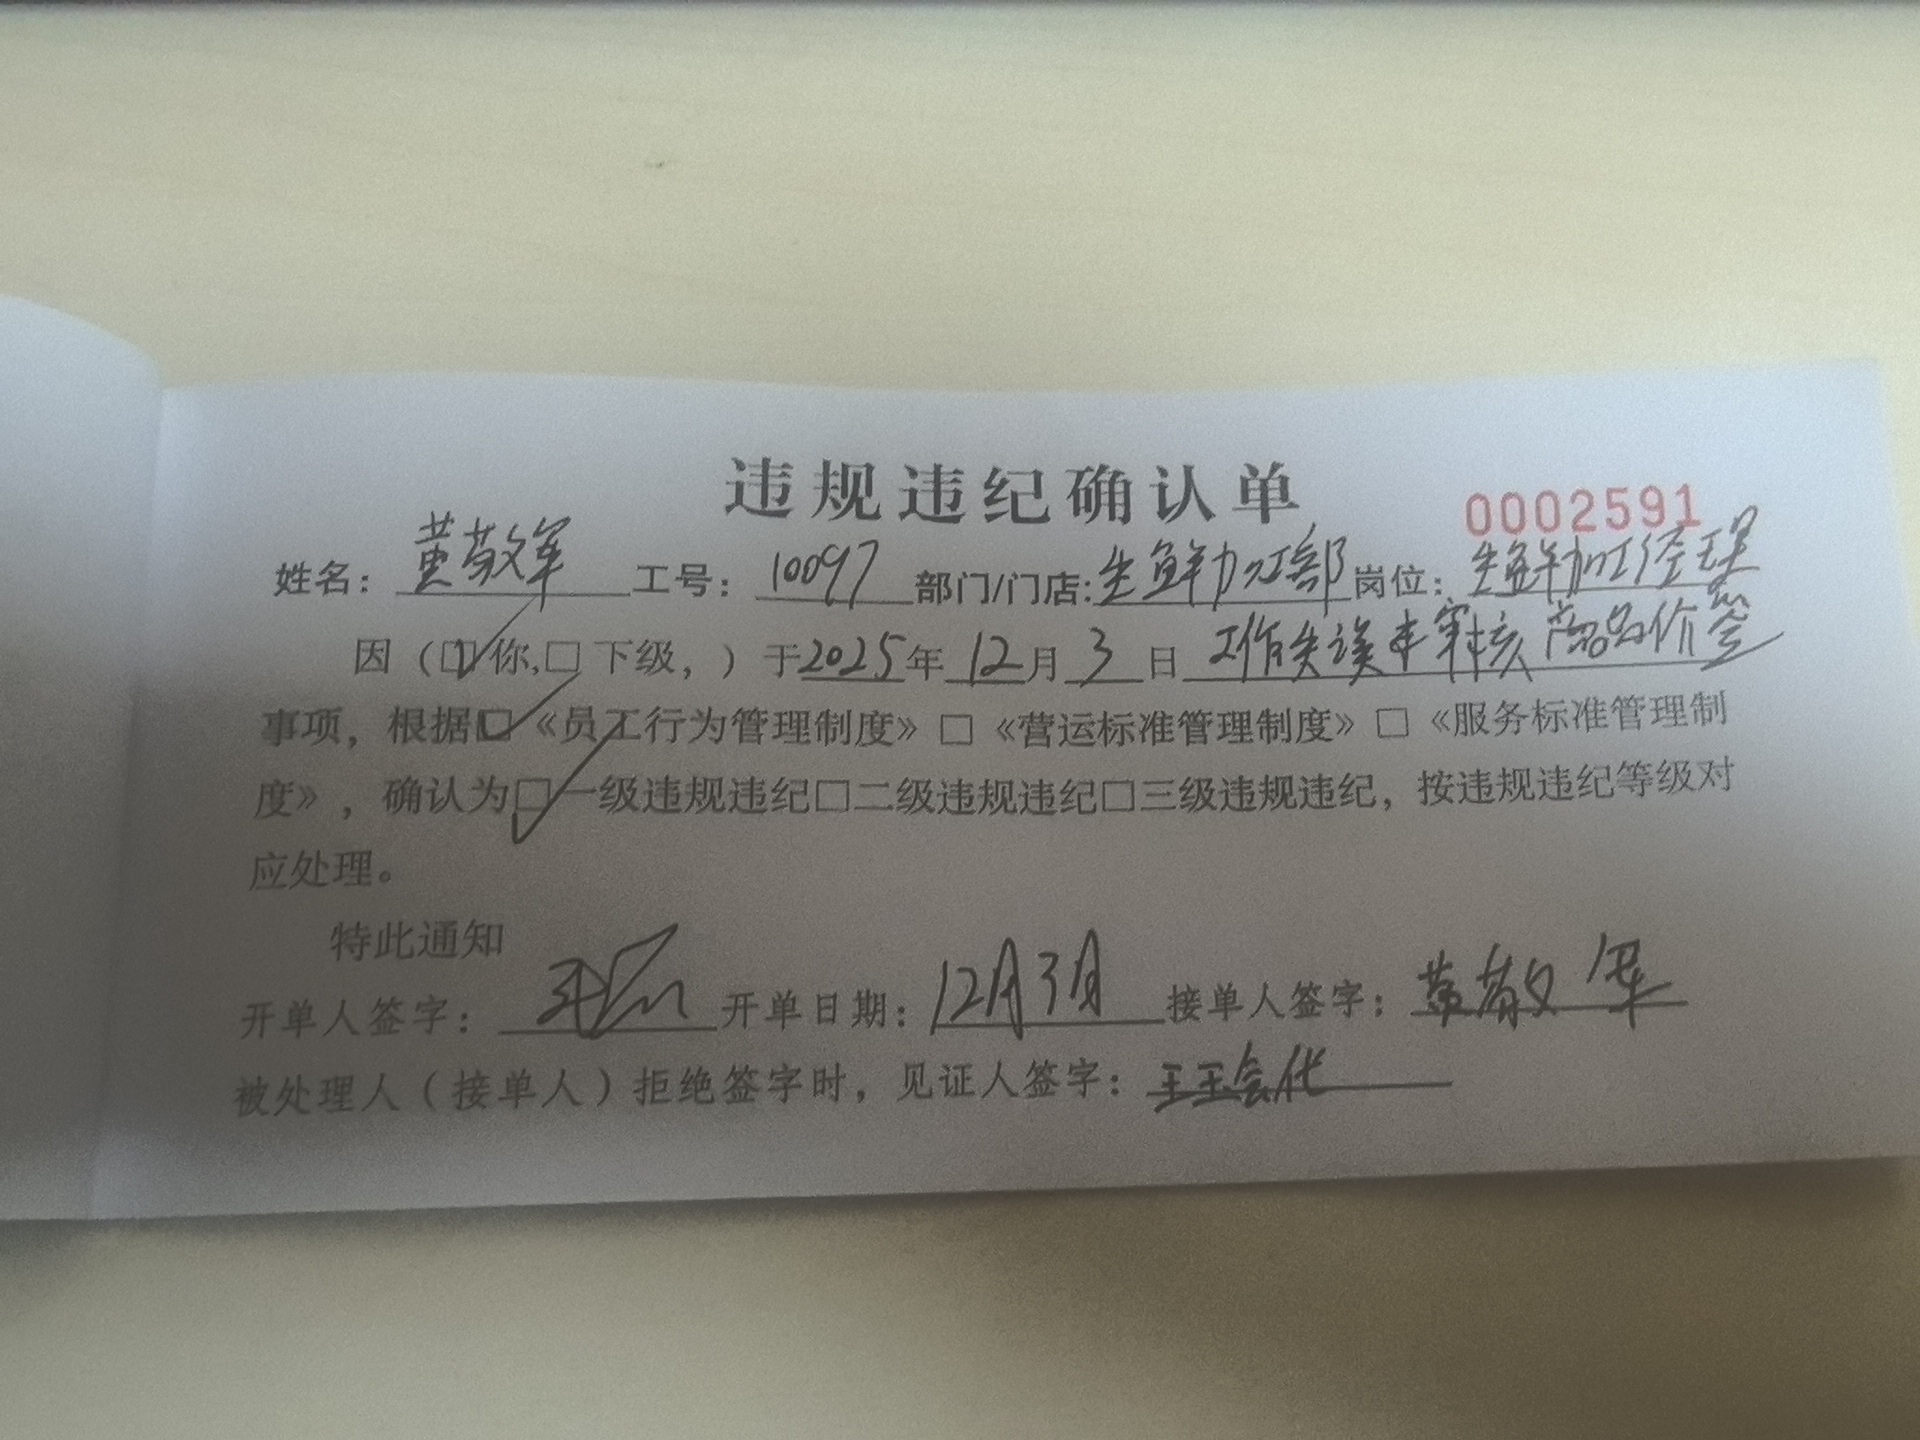 违规违纪确认单
0002591
姓名：黄敬军 工号：10097 部门/门店：生鲜加工部 岗位：生鲜加工经理
因（☑你，□下级，）于2025年12月3日工作失误未审核商品价签
事项，根据☑《员工行为管理制度》□《营运标准管理制度》□《服务标准管理制
度》，确认为☑一级违规违纪□二级违规违纪□三级违规违纪，按违规违纪等级对
应处理。
特此通知
开单人签字： 开单日期：12月3日 接单人签字：黄敬军
被处理人（接单人）拒绝签字时，见证人签字：